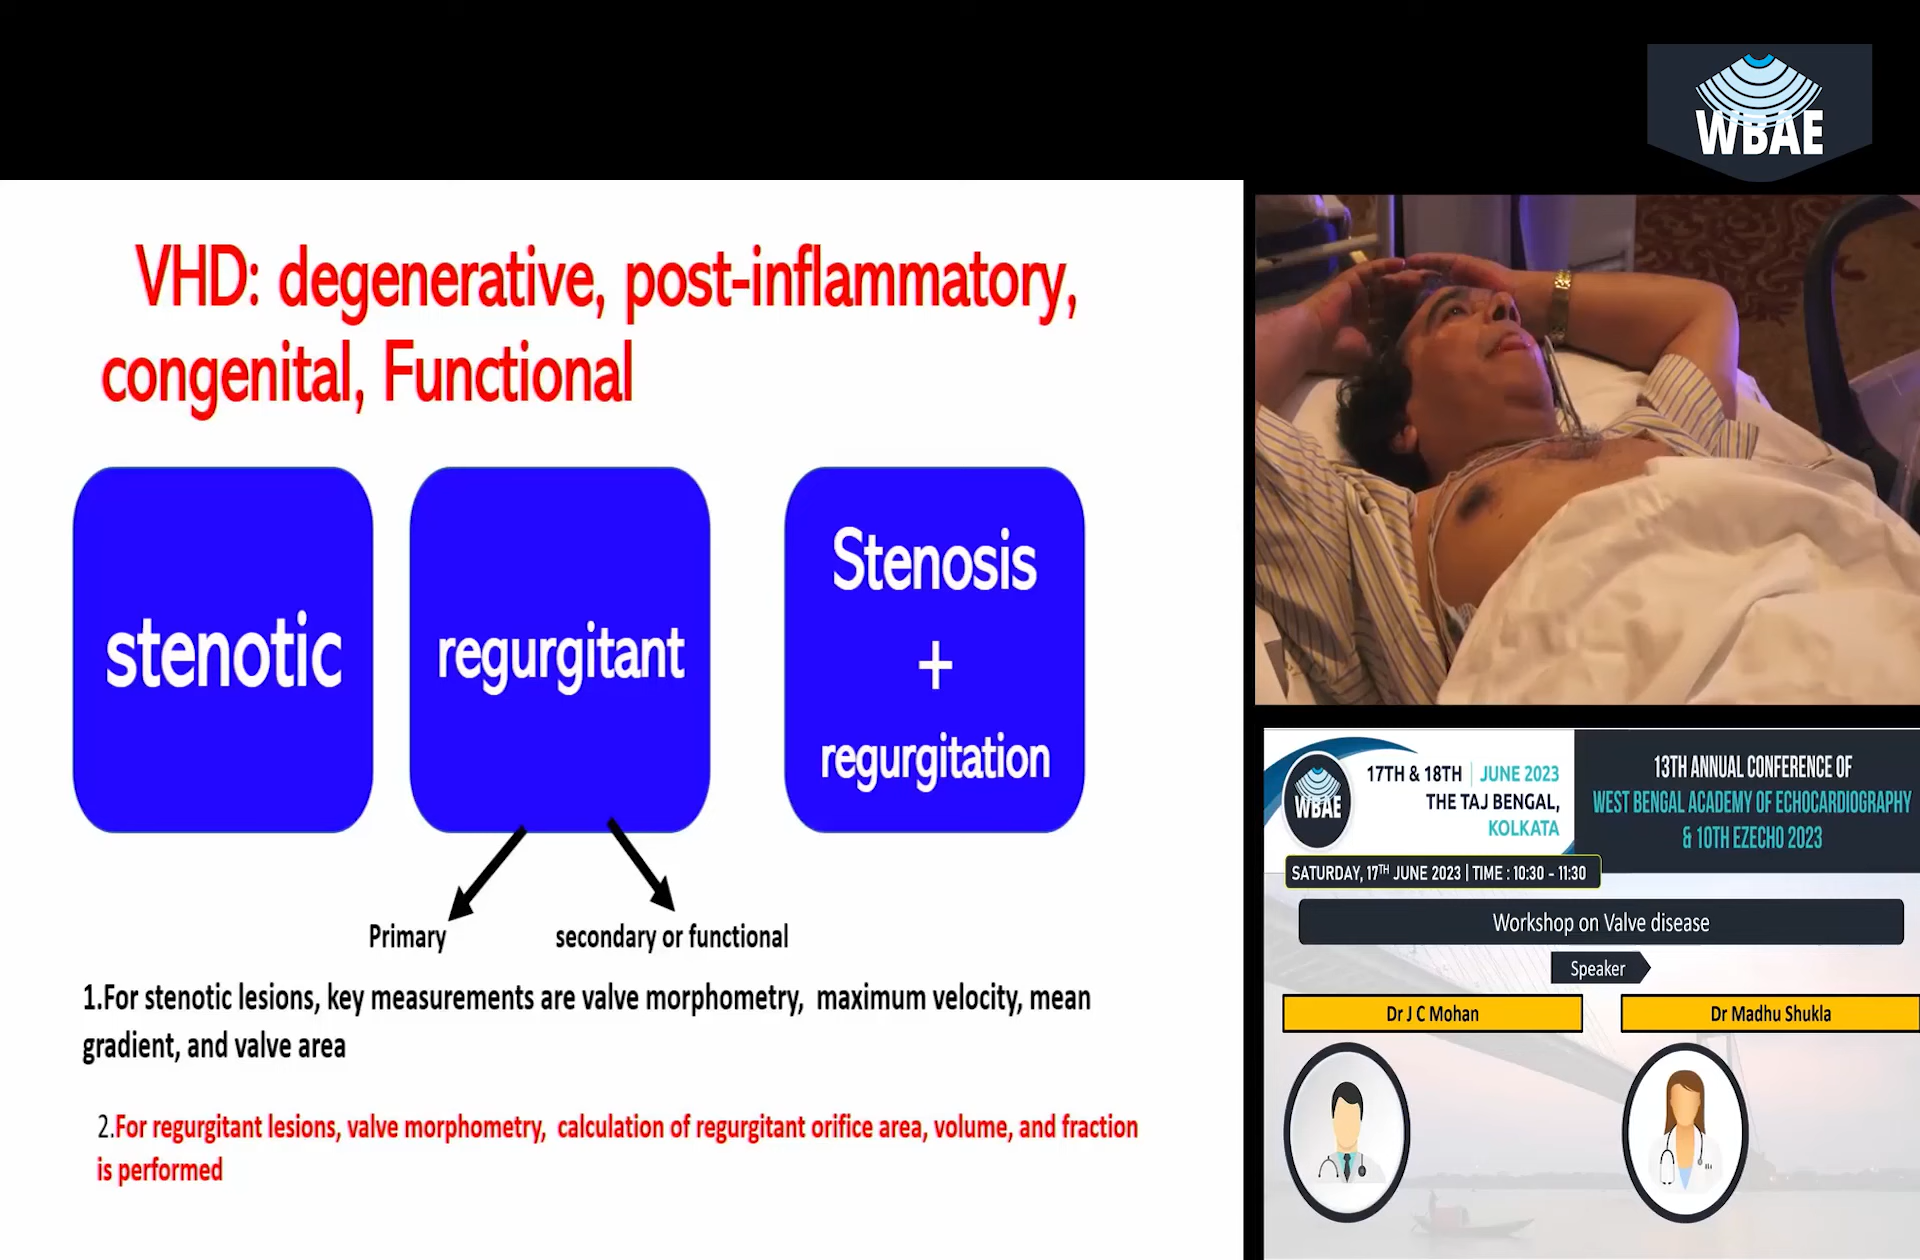 WBAE
VHD: degenerative, post-inflammatory,
congenital, Functional
stenotic
regurgitant
Stenosis
+
regurgitation
Primary
secondary or functional
1.For stenotic lesions, key measurements are valve morphometry, maximum velocity, mean
gradient, and valve area
2.For regurgitant lesions, valve morphometry, calculation of regurgitant orifice area, volume, and fraction
is performed
WBAE
17TH & 18TH | JUNE 2023
THE TAJ BENGAL,
KOLKATA
13TH ANNUAL CONFERENCE OF
WEST BENGAL ACADEMY OF ECHOCARDIOGRAPHY
& 10TH EZECHO 2023
SATURDAY, 17TH JUNE 2023 | TIME : 10:30 - 11:30
Workshop on Valve disease
Speaker
Dr J C Mohan
Dr Madhu Shukla